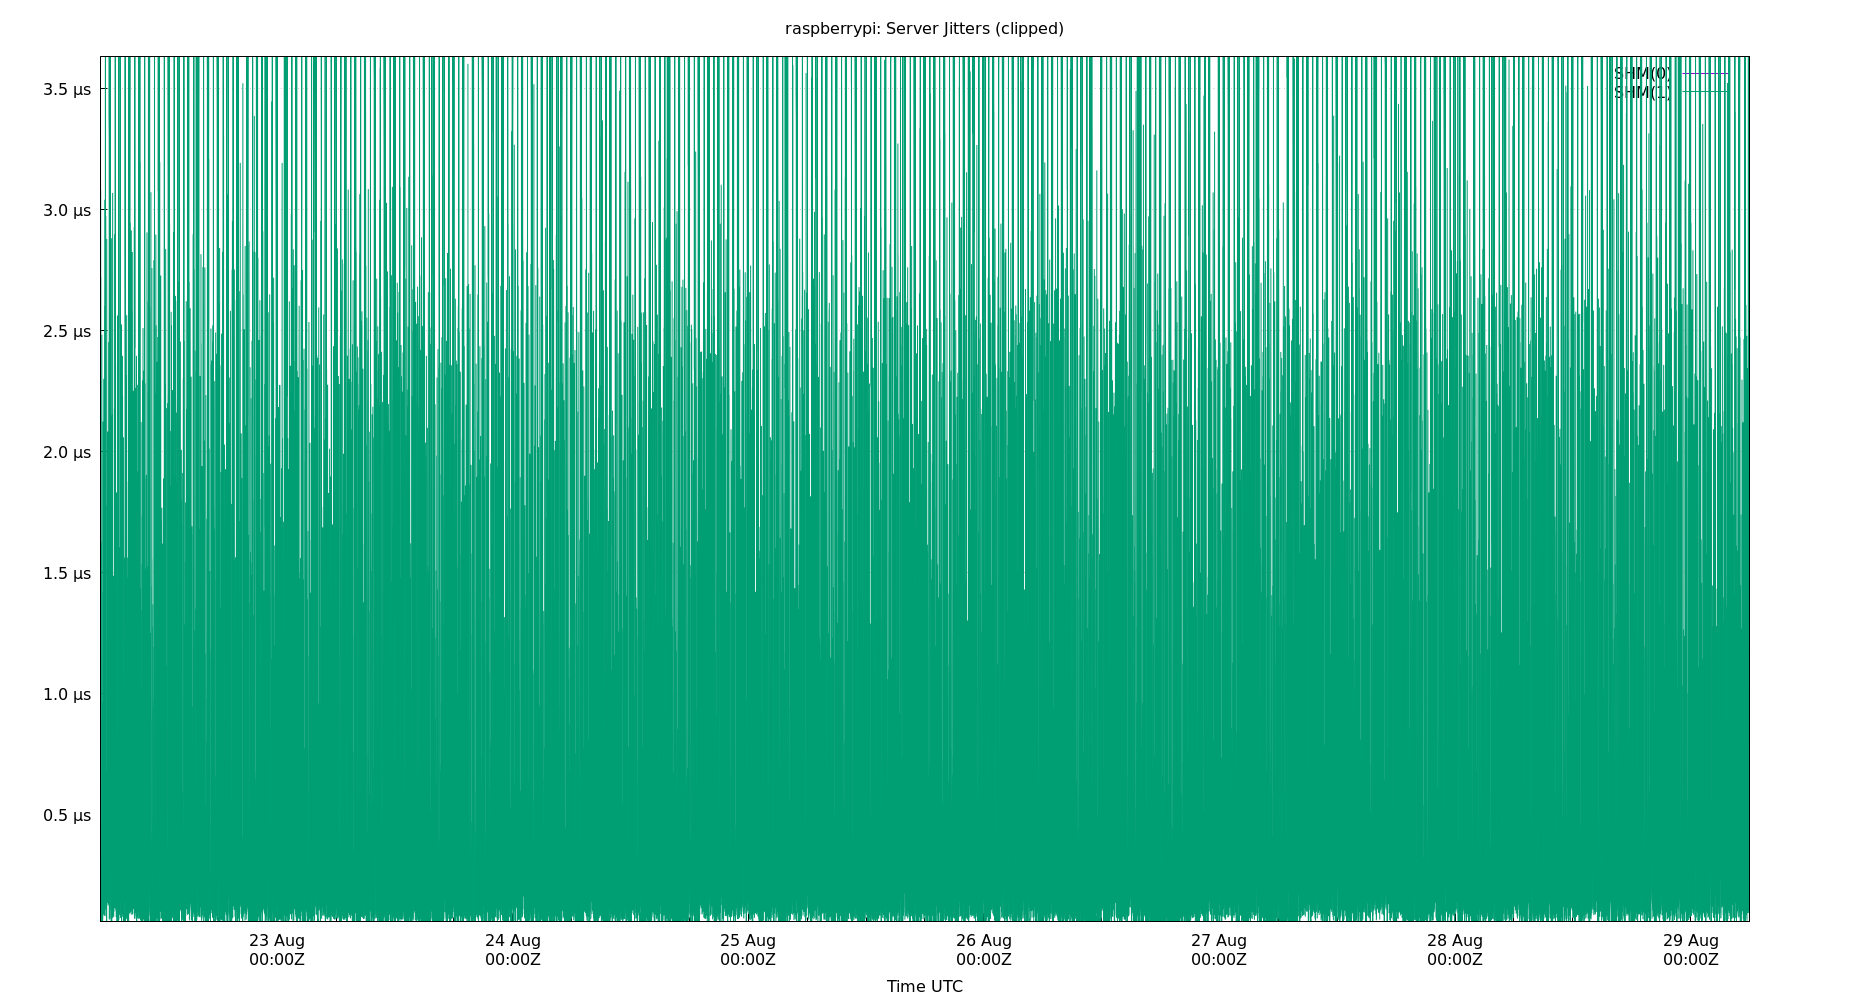 raspberrypi: Server Jitters (clipped)
SHM(0)
SHM(1)
3.5 µs
3.0 µs
2.5 µs
2.0 µs
1.5 µs
1.0 µs
0.5 µs
23 Aug 24 Aug 25 Aug 26 Aug 27 Aug 28 Aug 29 Aug
00:00Z 00:00Z 00:00Z 00:00Z 00:00Z 00:00Z 00:00Z
Time UTC